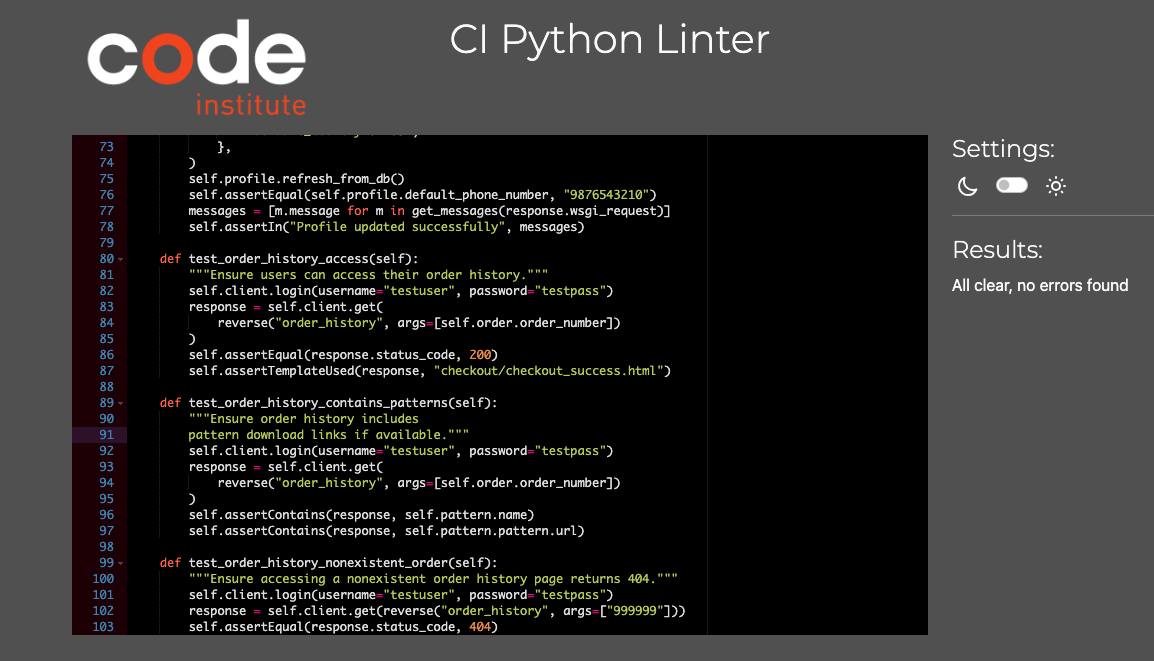 code
institute
CI Python Linter
73 },
74 )
75 self.profile.refresh_from_db()
76 self.assertEqual(self.profile.default_phone_number, "9876543210")
77 messages = [m.message for m in get_messages(response.wsgi_request)]
78 self.assertIn("Profile updated successfully", messages)
79
80 def test_order_history_access(self):
81 """Ensure users can access their order history."""
82 self.client.login(username="testuser", password="testpass")
83 response = self.client.get(
84 reverse("order_history", args=[self.order.order_number])
85 )
86 self.assertEqual(response.status_code, 200)
87 self.assertTemplateUsed(response, "checkout/checkout_success.html")
88
89 def test_order_history_contains_patterns(self):
90 """Ensure order history includes
91 pattern download links if available."""
92 self.client.login(username="testuser", password="testpass")
93 response = self.client.get(
94 reverse("order_history", args=[self.order.order_number])
95 )
96 self.assertContains(response, self.pattern.name)
97 self.assertContains(response, self.pattern.pattern.url)
98
99 def test_order_history_nonexistent_order(self):
100 """Ensure accessing a nonexistent order history page returns 404."""
101 self.client.login(username="testuser", password="testpass")
102 response = self.client.get(reverse("order_history", args=["999999"]))
103 self.assertEqual(response.status_code, 404)
Settings:
Results:
All clear, no errors found